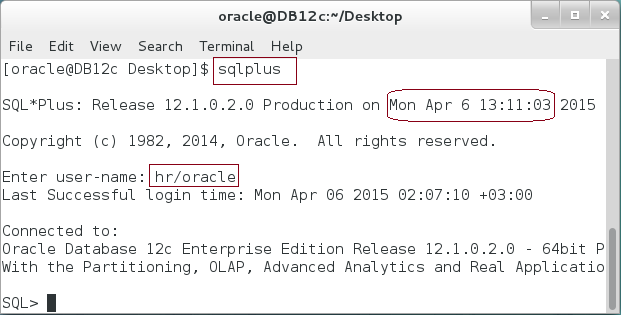 oracle@DB12c:~/Desktop
File Edit View Search Terminal Help
[oracle@DB12c Desktop]$ sqlplus
SQL*Plus: Release 12.1.0.2.0 Production on Mon Apr 6 13:11:03 2015
Copyright (c) 1982, 2014, Oracle.  All rights reserved.
Enter user-name: hr/oracle
Last Successful login time: Mon Apr 06 2015 02:07:10 +03:00
Connected to:
Oracle Database 12c Enterprise Edition Release 12.1.0.2.0 - 64bit P
With the Partitioning, OLAP, Advanced Analytics and Real Applicatio
SQL>